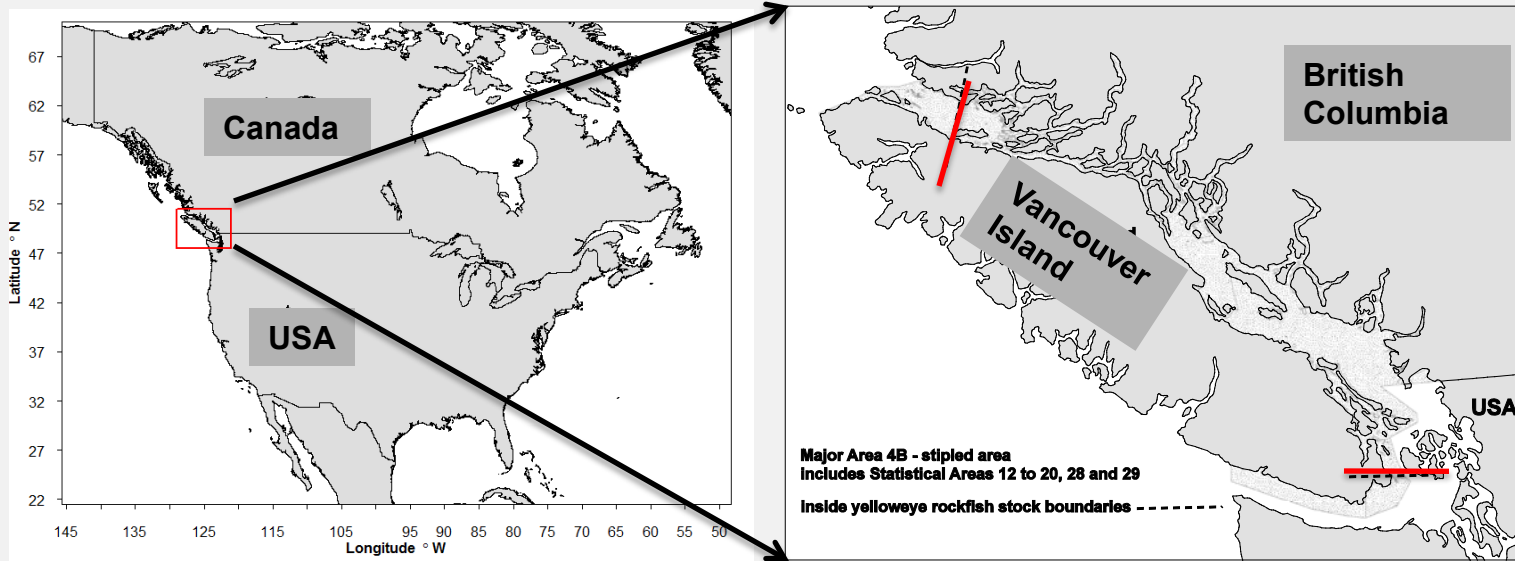 67
62
57
52
47
42
37
32
27
22
Latitude ° N
145
135
125
115
105
95
90
85
80
75
70
65
60
55
50
Longitude ° W
Canada
USA
British
Columbia
Vancouver
Island
USA
Major Area 4B - stipled area
includes Statistical Areas 12 to 20, 28 and 29
Inside yelloweye rockfish stock boundaries